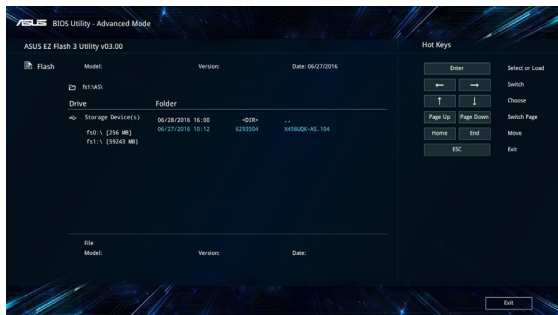 ASUS BIOS Utility - Advanced Mode
ASUS EZ Flash 3 Utility v03.00
Hot Keys
Flash
Model: Version: Date: 06/27/2016
Enter Select or Load
fs1:\AS\
← → Switch
Drive Folder
↑ ↓ Choose
Storage Device(s) 06/28/2016 16:00 <DIR> ..
Page Up Page Down Switch Page
fs0:\ [256 MB] 06/27/2016 10:12 6293504 X456UQK-AS.104
Home End Move
fs1:\ [59243 MB]
ESC Exit
File
Model: Version: Date:
Exit